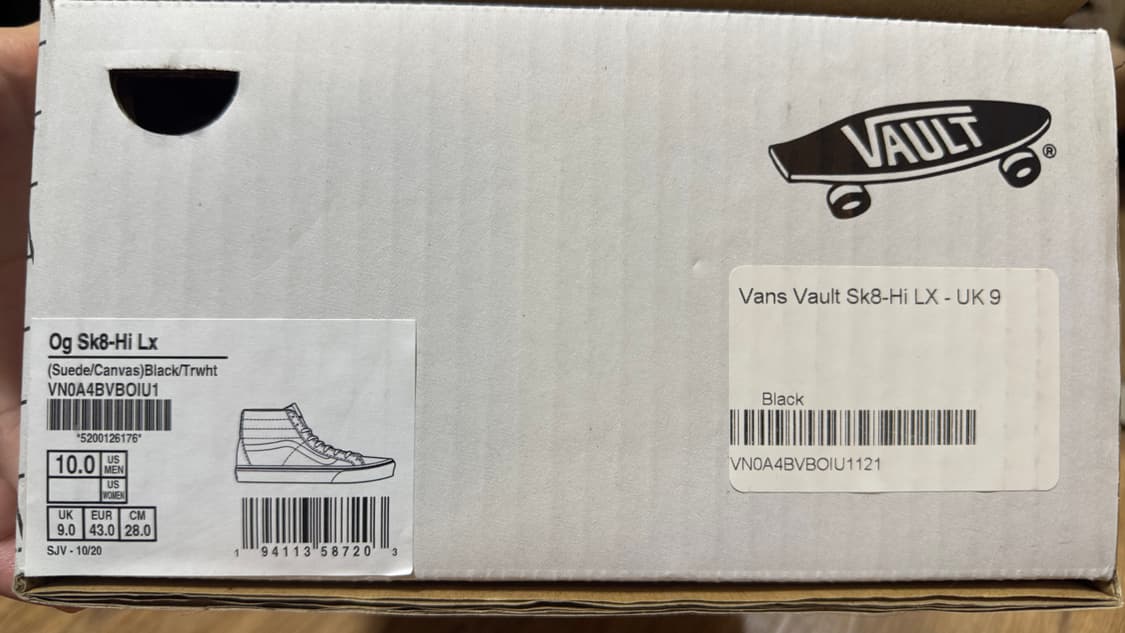 VAULT ®
Vans Vault Sk8-Hi LX - UK 9
Black
VN0A4BVBOIU1121
Og Sk8-Hi Lx
(Suede/Canvas)Black/Trwht
VN0A4BVBOIU1
*5200126176*
10.0 US MEN
US WOMEN
UK EUR CM
9.0 43.0 28.0
SJV - 10/20
1 94113 58720 3